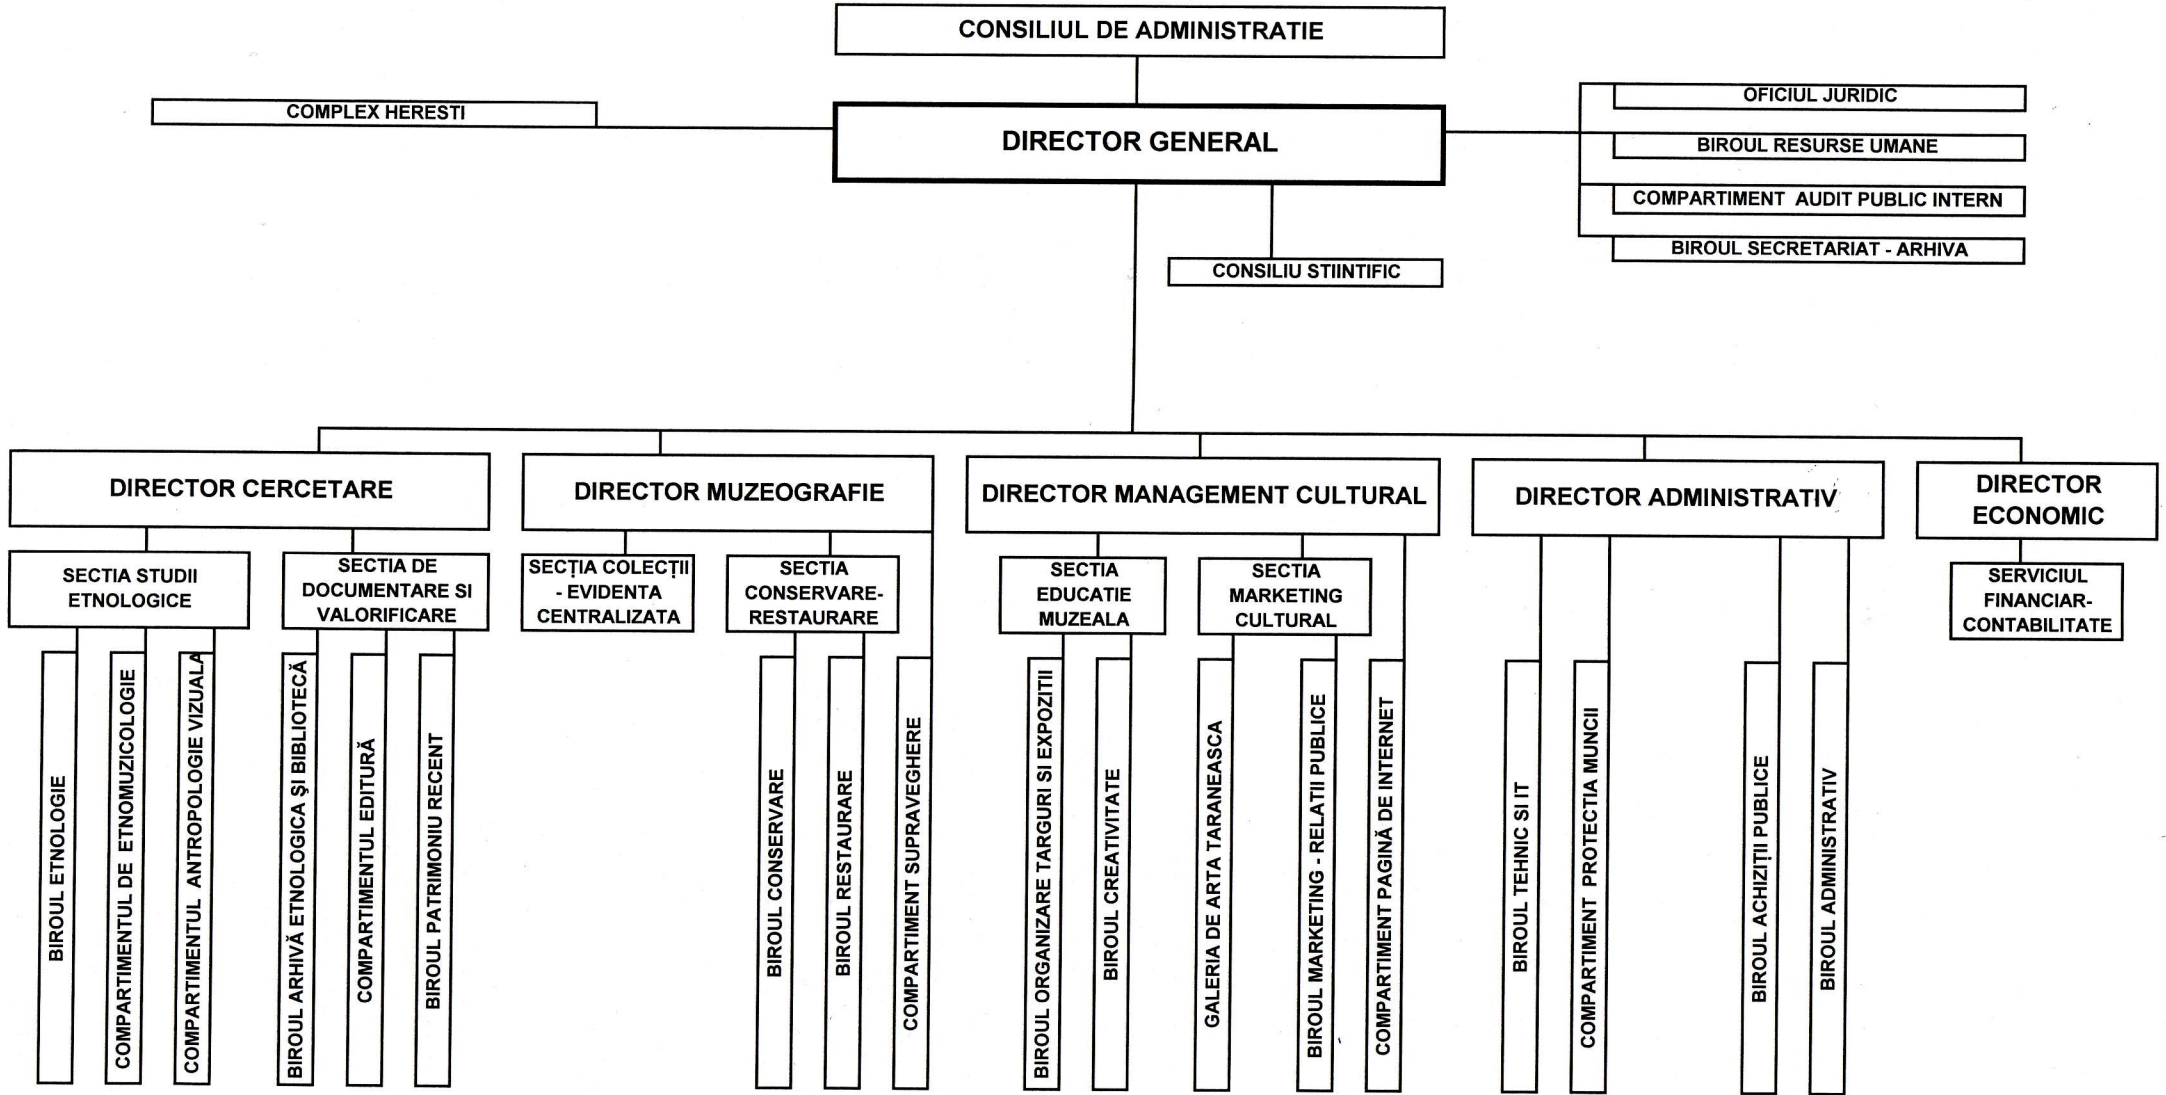 CONSILIUL DE ADMINISTRATIE
COMPLEX HERESTI
DIRECTOR GENERAL
OFICIUL JURIDIC
BIROUL RESURSE UMANE
COMPARTIMENT AUDIT PUBLIC INTERN
BIROUL SECRETARIAT - ARHIVA
CONSILIU STIINTIFIC
DIRECTOR CERCETARE
DIRECTOR MUZEOGRAFIE
DIRECTOR MANAGEMENT CULTURAL
DIRECTOR ADMINISTRATIV
DIRECTOR
ECONOMIC
SECTIA STUDII
ETNOLOGICE
SECTIA DE
DOCUMENTARE SI
VALORIFICARE
SECȚIA COLECȚII
- EVIDENTA
CENTRALIZATA
SECTIA
CONSERVARE-
RESTAURARE
SECTIA
EDUCATIE
MUZEALA
SECTIA
MARKETING
CULTURAL
SERVICIUL
FINANCIAR-
CONTABILITATE
BIROUL ETNOLOGIE
COMPARTIMENTUL DE ETNOMUZICOLOGIE
COMPARTIMENTUL ANTROPOLOGIE VIZUALA
BIROUL ARHIVĂ ETNOLOGICA ŞI BIBLIOTECĂ
COMPARTIMENTUL EDITURĂ
BIROUL PATRIMONIU RECENT
BIROUL CONSERVARE
BIROUL RESTAURARE
COMPARTIMENT SUPRAVEGHERE
BIROUL ORGANIZARE TARGURI SI EXPOZITII
BIROUL CREATIVITATE
GALERIA DE ARTA TARANEASCA
BIROUL MARKETING - RELATII PUBLICE
COMPARTIMENT PAGINĂ DE INTERNET
BIROUL TEHNIC SI IT
COMPARTIMENT PROTECTIA MUNCII
BIROUL ACHIZIȚII PUBLICE
BIROUL ADMINISTRATIV